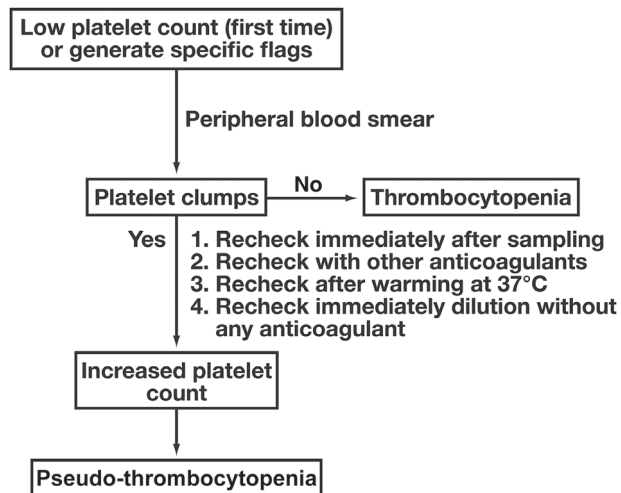 Low platelet count (first time)
or generate specific flags
Peripheral blood smear
Platelet clumps
No
Thrombocytopenia
Yes
1. Recheck immediately after sampling
2. Recheck with other anticoagulants
3. Recheck after warming at 37°C
4. Recheck immediately dilution without
any anticoagulant
Increased platelet
count
Pseudo-thrombocytopenia